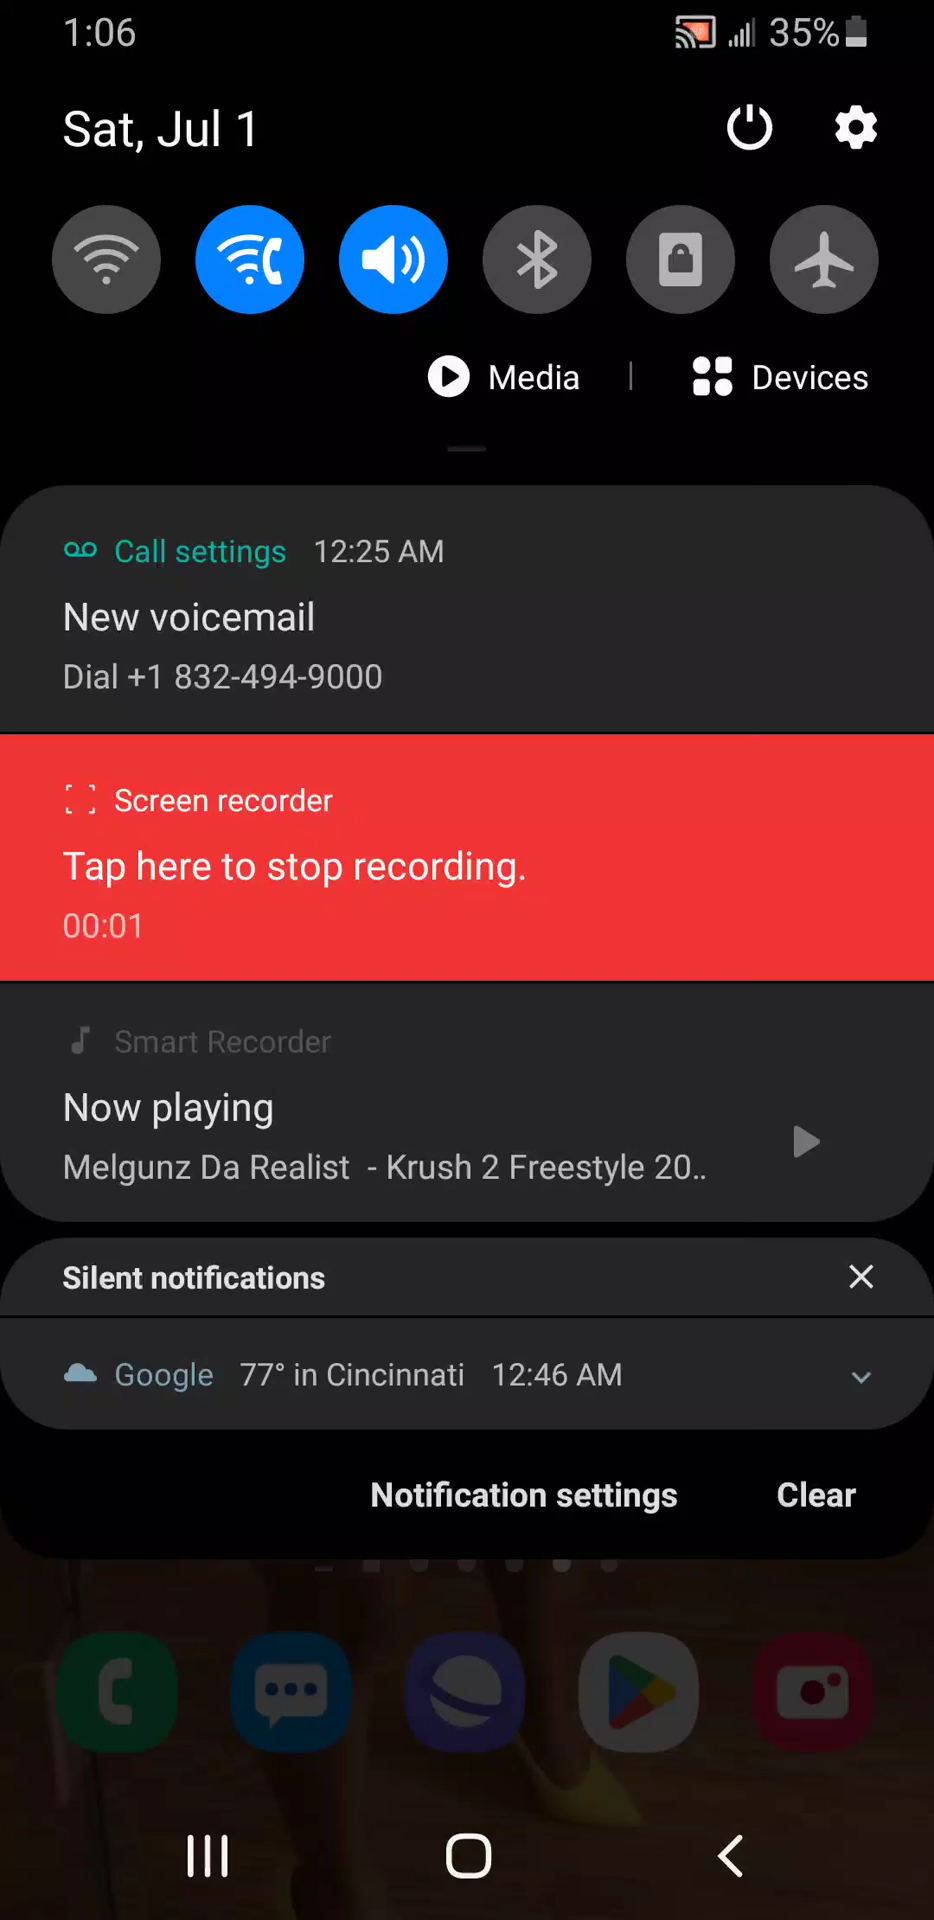 1:06 35%
Sat, Jul 1
Media | Devices
Call settings 12:25 AM
New voicemail
Dial +1 832-494-9000
Screen recorder
Tap here to stop recording.
00:01
Smart Recorder
Now playing
Melgunz Da Realist - Krush 2 Freestyle 20..
Silent notifications
Google 77° in Cincinnati 12:46 AM
Notification settings Clear